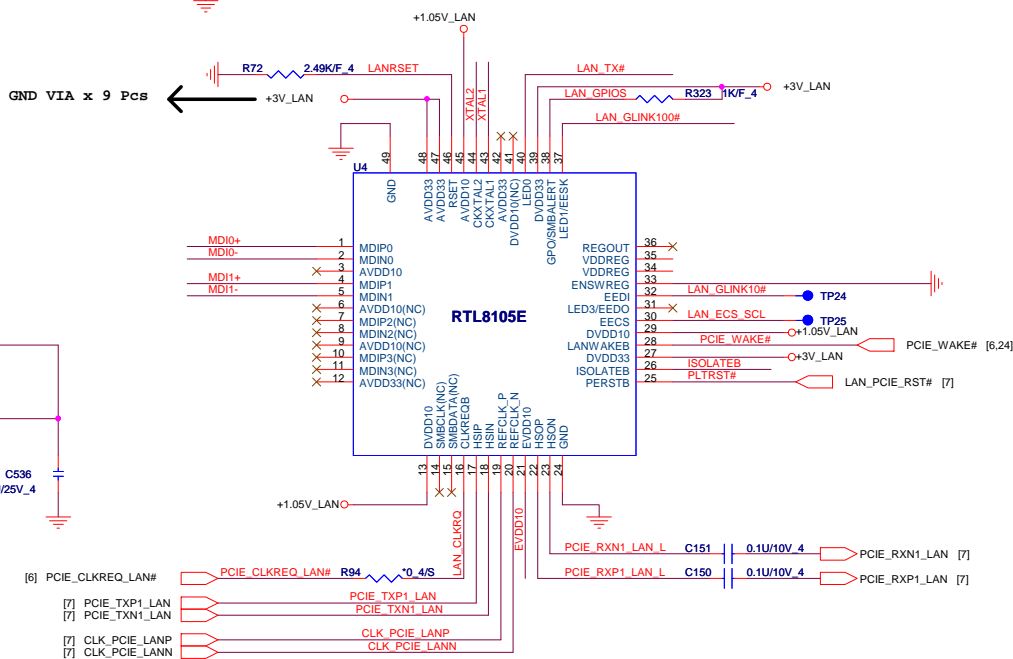 +1.05V_LAN
R72 2.49K/F_4 LANRSET
LAN_TX#
GND VIA x 9 Pcs
+3V_LAN
XTAL2
XTAL1
LAN_GPIOS
R323 1K/F_4
+3V_LAN
LAN_GLINK100#
49 48 47 46 45 44 43 42 41 40 39 38 37
U4
GND
AVDD33
AVDD33
RSET
AVDD10
CKXTAL2
CKXTAL1
AVDD33
DVDD10(NC)
LED0
DVDD33
GPO/SMBALERT
LED1/EESK
MDI0+ 1 MDIP0
MDI0- 2 MDIN0
3 AVDD10
MDI1+ 4 MDIP1
MDI1- 5 MDIN1
6 AVDD10(NC)
7 MDIP2(NC)
8 MDIN2(NC)
9 AVDD10(NC)
10 MDIP3(NC)
11 MDIN3(NC)
12 AVDD33(NC)
RTL8105E
REGOUT 36
VDDREG 35
VDDREG 34
ENSWREG 33
EEDI 32 LAN_GLINK10# TP24
LED3/EEDO 31
EECS 30 LAN_ECS_SCL TP25
DVDD10 29 +1.05V_LAN
LANWAKEB 28 PCIE_WAKE# PCIE_WAKE# [6,24]
DVDD33 27 +3V_LAN
ISOLATEB 26 ISOLATEB
PERSTB 25 PLTRST# LAN_PCIE_RST# [7]
DVDD10
SMBCLK(NC)
SMBDATA(NC)
CLKREQB
HSIP
HSIN
REFCLK_P
REFCLK_N
EVDD10
HSOP
HSON
GND
13 14 15 16 17 18 19 20 21 22 23 24
C536
/25V_4
+1.05V_LAN
LAN_CLKRQ
EVDD10
PCIE_RXN1_LAN_L C151 0.1U/10V_4 PCIE_RXN1_LAN [7]
PCIE_RXP1_LAN_L C150 0.1U/10V_4 PCIE_RXP1_LAN [7]
[6] PCIE_CLKREQ_LAN# PCIE_CLKREQ_LAN# R94 *0_4/S
[7] PCIE_TXP1_LAN PCIE_TXP1_LAN
[7] PCIE_TXN1_LAN PCIE_TXN1_LAN
[7] CLK_PCIE_LANP CLK_PCIE_LANP
[7] CLK_PCIE_LANN CLK_PCIE_LANN